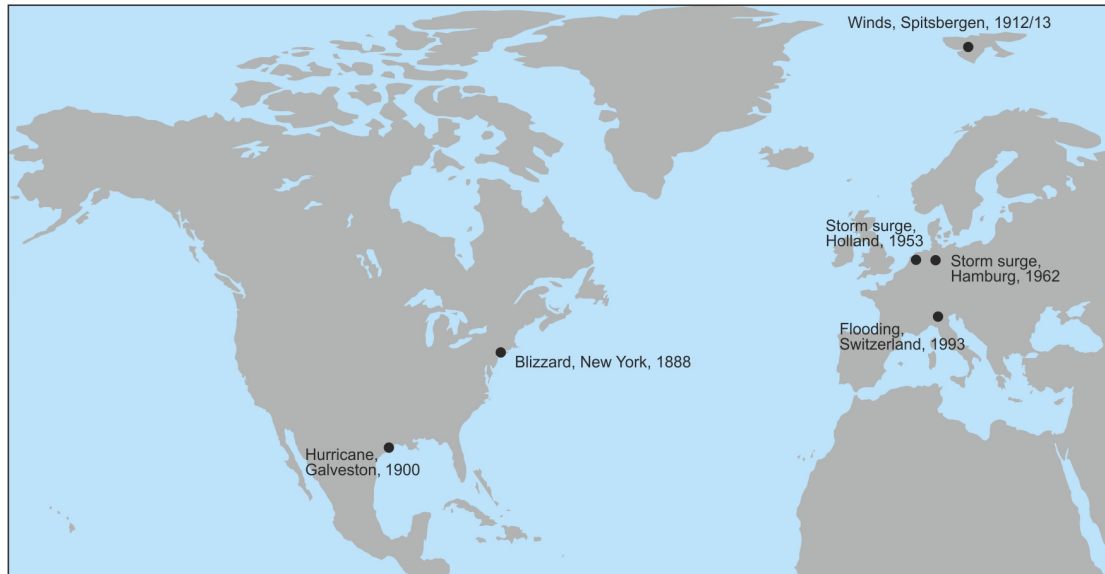 Winds, Spitsbergen, 1912/13
Storm surge,
Holland, 1953
Storm surge,
Hamburg, 1962
Flooding,
Switzerland, 1993
Blizzard, New York, 1888
Hurricane,
Galveston, 1900